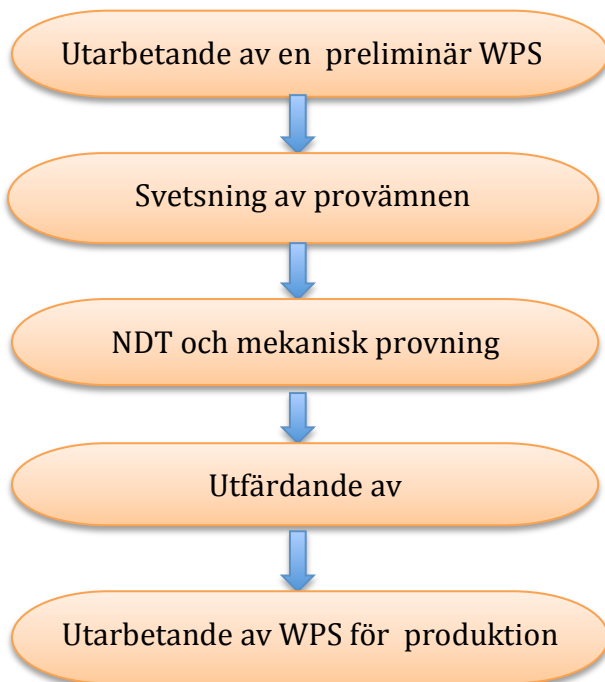 Utarbetande av en preliminär WPS
Svetsning av provämnen
NDT och mekanisk provning
Utfärdande av
Utarbetande av WPS för produktion